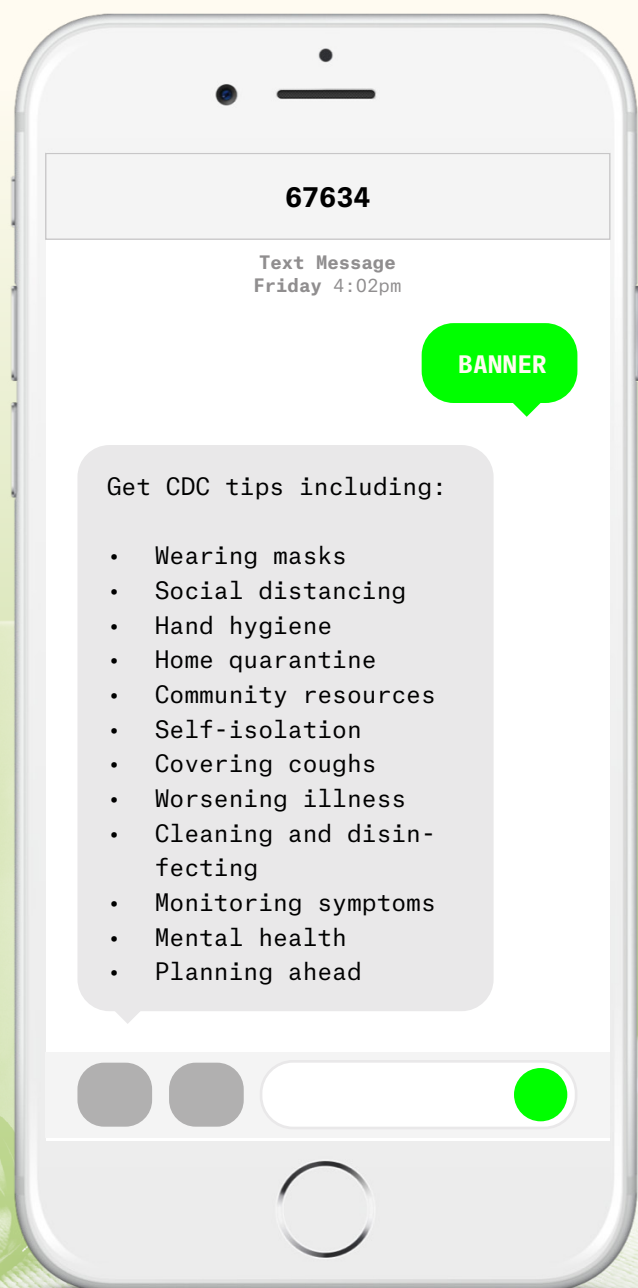 67634
Text Message
Friday 4:02pm
BANNER
Get CDC tips including:
• Wearing masks
• Social distancing
• Hand hygiene
• Home quarantine
• Community resources
• Self-isolation
• Covering coughs
• Worsening illness
• Cleaning and disin-
fecting
• Monitoring symptoms
• Mental health
• Planning ahead